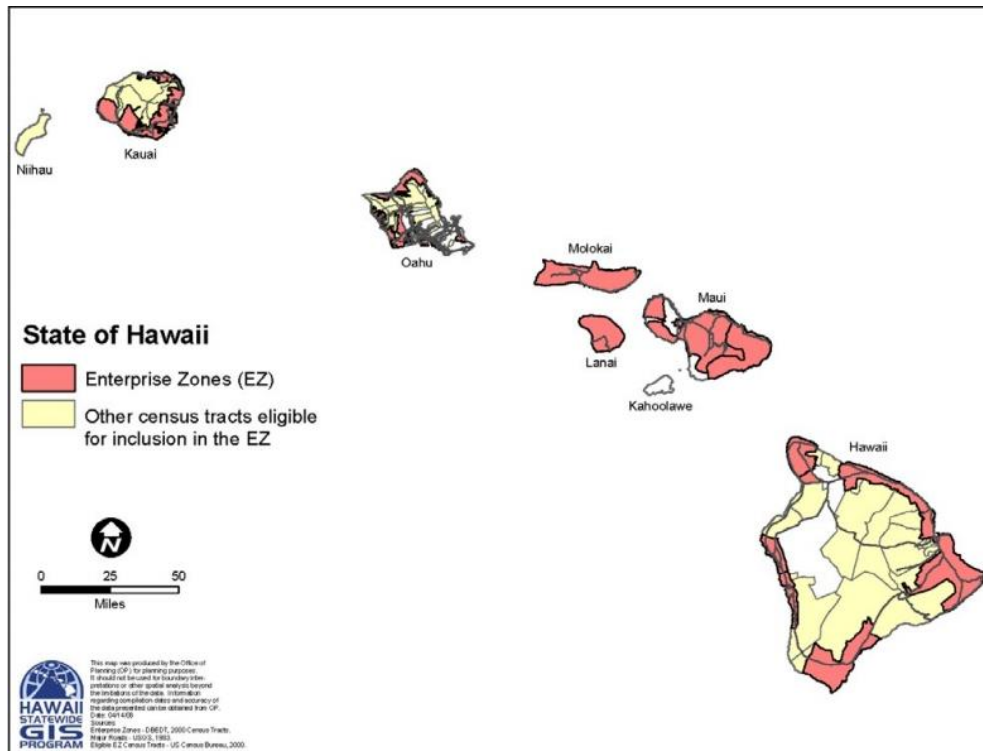 Niihau
Kauai
Oahu
Molokai
Maui
Lanai
Kahoolawe
Hawaii
State of Hawaii
Enterprise Zones (EZ)
Other census tracts eligible
for inclusion in the EZ
N
0 25 50
Miles
HAWAII
STATEWIDE
GIS
PROGRAM
This map was produced by the Office of
Planning (OP) for planning purposes.
It should not be used for boundary inter-
pretations or other spatial analysis beyond
the limitations of the data. Information
regarding compilation dates and accuracy of
the data presented can be obtained from OP.
Date: 04/14/09
Sources:
Enterprise Zones - DBEDT, 2000 Census Tracts.
Major Roads - USGS, 1983.
Eligible EZ Census Tracts - US Census Bureau, 2000.